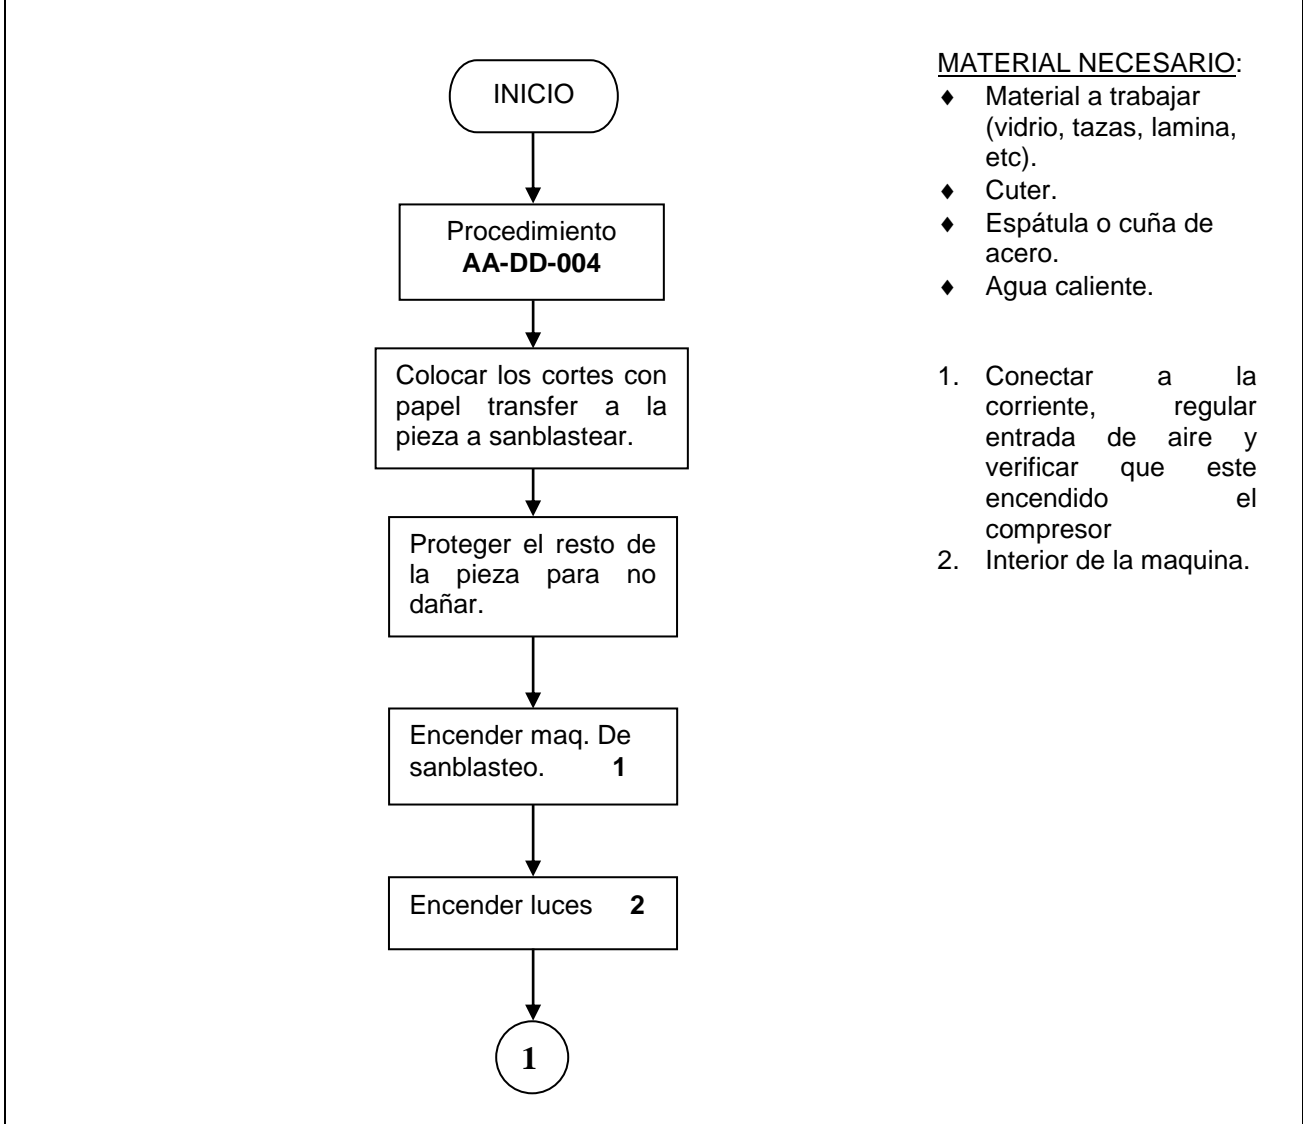 INICIO
Procedimiento
AA-DD-004
Colocar los cortes con
papel transfer a la
pieza a sanblastear.
Proteger el resto de
la pieza para no
dañar.
Encender maq. De
sanblasteo. 1
Encender luces 2
1
MATERIAL NECESARIO:
♦ Material a trabajar
(vidrio, tazas, lamina,
etc).
♦ Cuter.
♦ Espátula o cuña de
acero.
♦ Agua caliente.
1. Conectar a la
corriente, regular
entrada de aire y
verificar que este
encendido el
compresor
2. Interior de la maquina.